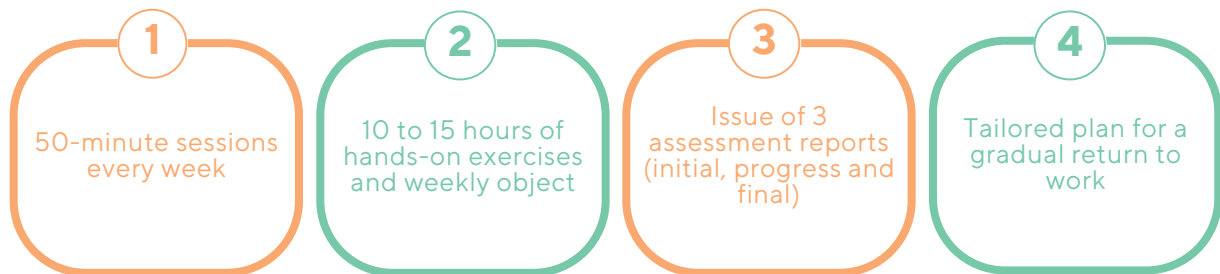 1
50-minute sessions
every week
2
10 to 15 hours of
hands-on exercises
and weekly object
3
Issue of 3
assessment reports
(initial, progress and
final)
4
Tailored plan for a
gradual return to
work